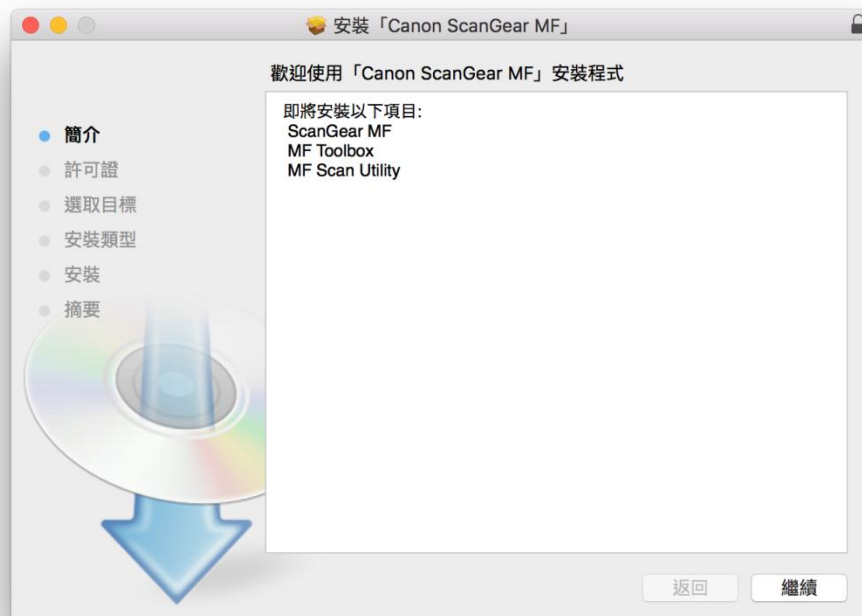 安裝「Canon ScanGear MF」
歡迎使用「Canon ScanGear MF」安裝程式
簡介
許可證
選取目標
安裝類型
安裝
摘要
即將安裝以下項目:
ScanGear MF
MF Toolbox
MF Scan Utility
返回
繼續